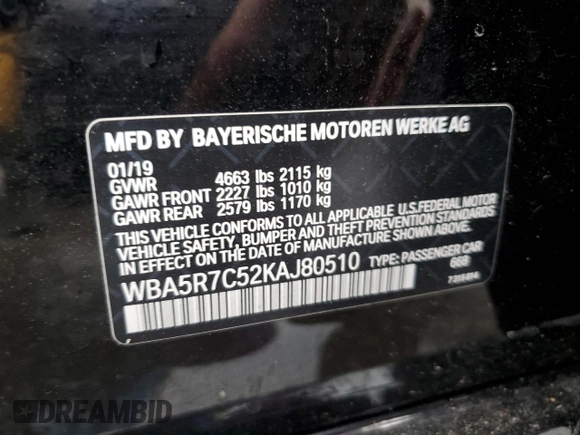 MFD BY BAYERISCHE MOTOREN WERKE AG
01/19
GVWR 4663 lbs 2115 kg
GAWR FRONT 2227 lbs 1010 kg
GAWR REAR 2579 lbs 1170 kg
THIS VEHICLE CONFORMS TO ALL APPLICABLE U.S. FEDERAL MOTOR
VEHICLE SAFETY, BUMPER AND THEFT PREVENTION STANDARDS
IN EFFECT ON THE DATE OF MANUFACTURE SHOWN ABOVE.
WBA5R7C52KAJ80510 TYPE: PASSENGER CAR
668
DREAMBID